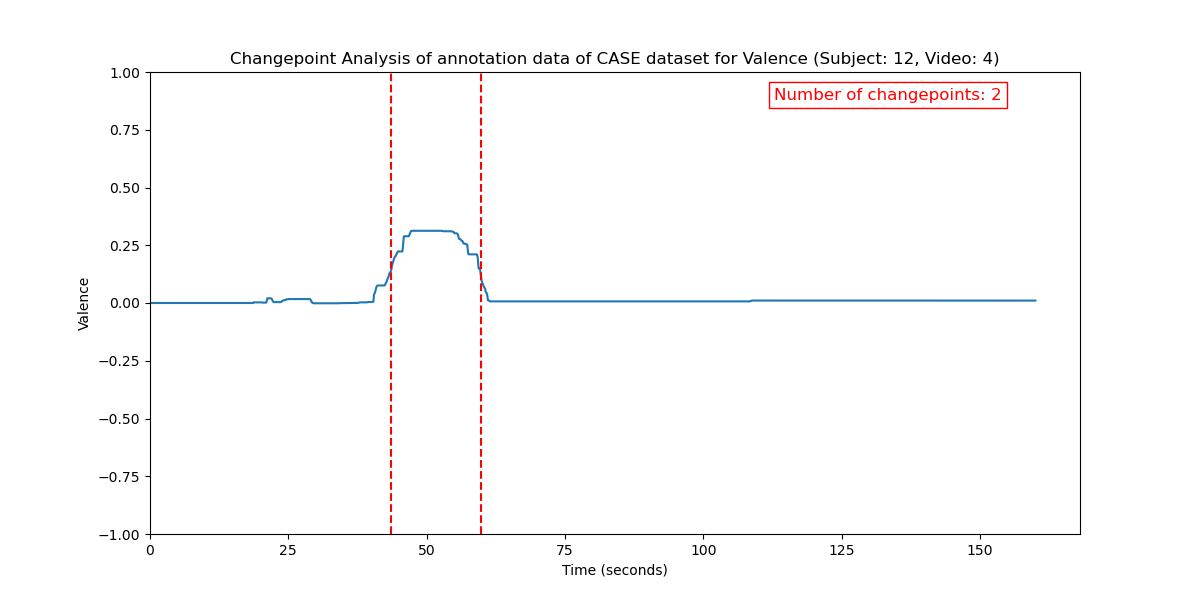 Changepoint Analysis of annotation data of CASE dataset for Valence (Subject: 12, Video: 4)
Number of changepoints: 2
1.00
0.75
0.50
0.25
0.00
−0.25
−0.50
−0.75
−1.00
Valence
0 25 50 75 100 125 150
Time (seconds)